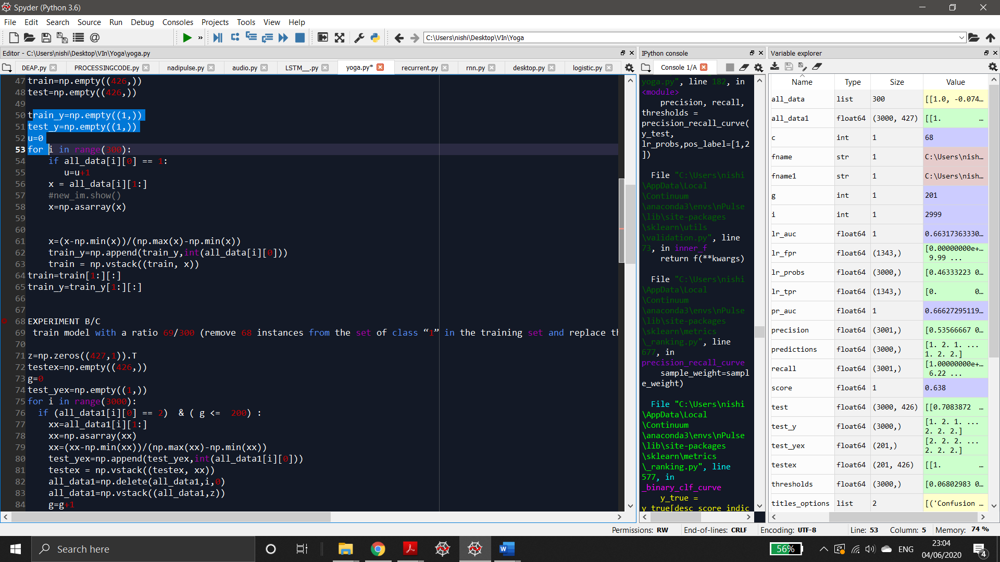 Spyder (Python 3.6)
File Edit Search Source Run Debug Consoles Projects Tools View Help
C:\Users\nishi\Desktop\VIn\Yoga
Editor - C:\Users\nishi\Desktop\VIn\Yoga\yoga.py
DEAP.py PROCESSINGCODE.py nadipulse.py audio.py LSTM__.py yoga.py* recurrent.py rnn.py desktop.py logistic.py
47 train=np.empty((426,))
48 test=np.empty((426,))
49
50 train_y=np.empty((1,))
51 test_y=np.empty((1,))
52 u=0
53 for i in range(300):
54 if all_data[i][0] == 1:
55 u=u+1
56 x = all_data[i][1:]
57 #new_im.show()
58 x=np.asarray(x)
59
60
61 x=(x-np.min(x))/(np.max(x)-np.min(x))
62 train_y=np.append(train_y,int(all_data[i][0]))
63 train = np.vstack((train, x))
64 train=train[1:][:]
65 train_y=train_y[1:][:]
66
67
68 EXPERIMENT B/C
69 train model with a ratio 69/300 (remove 68 instances from the set of class “1” in the training set and replace th
70
71 z=np.zeros((427,1)).T
72 testex=np.empty((426,))
73 g=0
74 test_yex=np.empty((1,))
75 for i in range(3000):
76 if (all_data1[i][0] == 2) & ( g <= 200) :
77 xx=all_data1[i][1:]
78 xx=np.asarray(xx)
79 xx=(xx-np.min(xx))/(np.max(xx)-np.min(xx))
80 test_yex=np.append(test_yex,int(all_data1[i][0]))
81 testex = np.vstack((testex, xx))
82 all_data1=np.delete(all_data1,i,0)
83 all_data1=np.vstack((all_data1,z))
84 g=g+1
IPython console
Console 1/A
yoga.py", line 182, in
<module>
precision, recall,
thresholds =
precision_recall_curve(
y_test,
lr_probs,pos_label=[1,2
])
File "C:\Users\nishi
\AppData\Local
\Continuum
\anaconda3\envs\nPulse
\lib\site-packages
\sklearn\utils
\validation.py", line
73, in inner_f
return f(**kwargs)
File "C:\Users\nishi
\AppData\Local
\Continuum
\anaconda3\envs\nPulse
\lib\site-packages
\sklearn\metrics
\_ranking.py", line
677, in
precision_recall_curve
sample_weight=sampl
e_weight)
File "C:\Users\nishi
\AppData\Local
\Continuum
\anaconda3\envs\nPulse
\lib\site-packages
\sklearn\metrics
\_ranking.py", line
577, in
_binary_clf_curve
y_true =
y_true[desc_score_indic
Variable explorer
Name Type Size Value
all_data list 300 [[1.0, -0.074...
all_data1 float64 (3000, 427) [[1. ...
c int 1 68
fname str 1 C:\Users\nish...
fname1 str 1 C:\Users\nish...
g int 1 201
i int 1 2999
lr_auc float64 1 0.66317363330...
lr_fpr float64 (1343,) [0.00000000e+...
9.99 ...
lr_probs float64 (3000,) [0.46333223 0...
lr_tpr float64 (1343,) [0. 0...
pr_auc float64 1 0.66627295119...
precision float64 (3001,) [0.53566667 0...
predictions float64 (3000,) [1. 2. 1. ...
1. 2. 2.]
recall float64 (3001,) [1.00000000e+...
6.22 ...
score float64 1 0.638
test float64 (3000, 426) [[0.7083872 ...
test_y float64 (3000,) [1. 2. 1. ...
2. 2. 2.]
test_yex float64 (201,) [2. 2. 2. ...
2. 2. 2.]
testex float64 (201, 426) [[1. ...
thresholds float64 (3000,) [0.06802983 0...
titles_options list 2 [('Confusion ...
Permissions: RW End-of-lines: CRLF Encoding: UTF-8 Line: 53 Column: 5 Memory: 74 %
Search here
56%
ENG
23:04
04/06/2020
4